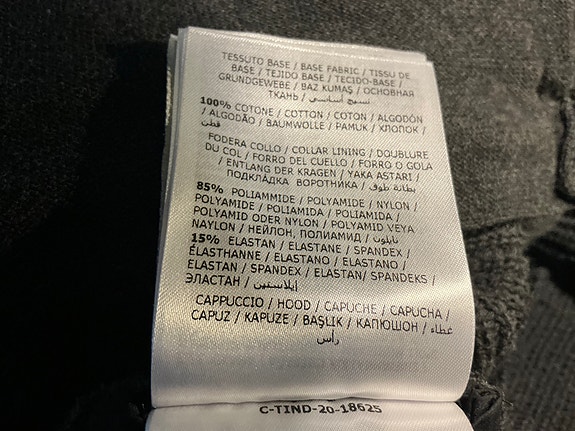 TESSUTO BASE / BASE FABRIC / TISSU DE
BASE / TEJIDO BASE / TECIDO-BASE /
GRUNDGEWEBE / BAZ KUMAŞ / ОСНОВНАЯ
ТКАНЬ / نسيج أساسي
100% COTONE / COTTON / COTON / ALGODÓN
/ ALGODÃO / BAUMWOLLE / PAMUK / ХЛОПОК /
قطن
FODERA COLLO / COLLAR LINING / DOUBLURE
DU COL / FORRO DEL CUELLO / FORRO O GOLA
/ ENTLANG DER KRAGEN / YAKA ASTARI /
ПОДКЛАДКА ВОРОТНИКА / بطانة طوق
85% POLIAMMIDE / POLYAMIDE / NYLON /
POLYAMIDE / POLIAMIDA / POLIAMIDA /
POLYAMID ODER NYLON / POLYAMID VEYA
NAYLON / НЕЙЛОН, ПОЛИАМИД / نايلون
15% ELASTAN / ELASTANE / SPANDEX /
ÉLASTHANNE / ELASTANO / ELASTANO /
ELASTAN / SPANDEX / ELASTAN/ SPANDEKS /
ЭЛАСТАН / إيلاستين
CAPPUCCIO / HOOD / CAPUCHE / CAPUCHA /
CAPUZ / KAPUZE / BAŞLIK / КАПЮШОН / غطاء
رأس
C-TIND-20-18625